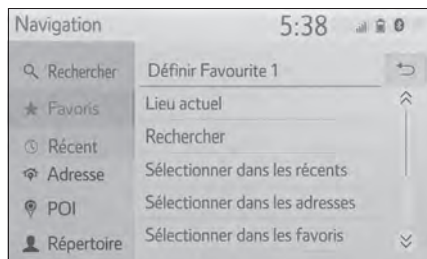 Navigation 5:38
Rechercher
Favoris
Récent
Adresse
POI
Répertoire
Définir Favourite 1
Lieu actuel
Rechercher
Sélectionner dans les récents
Sélectionner dans les adresses
Sélectionner dans les favoris